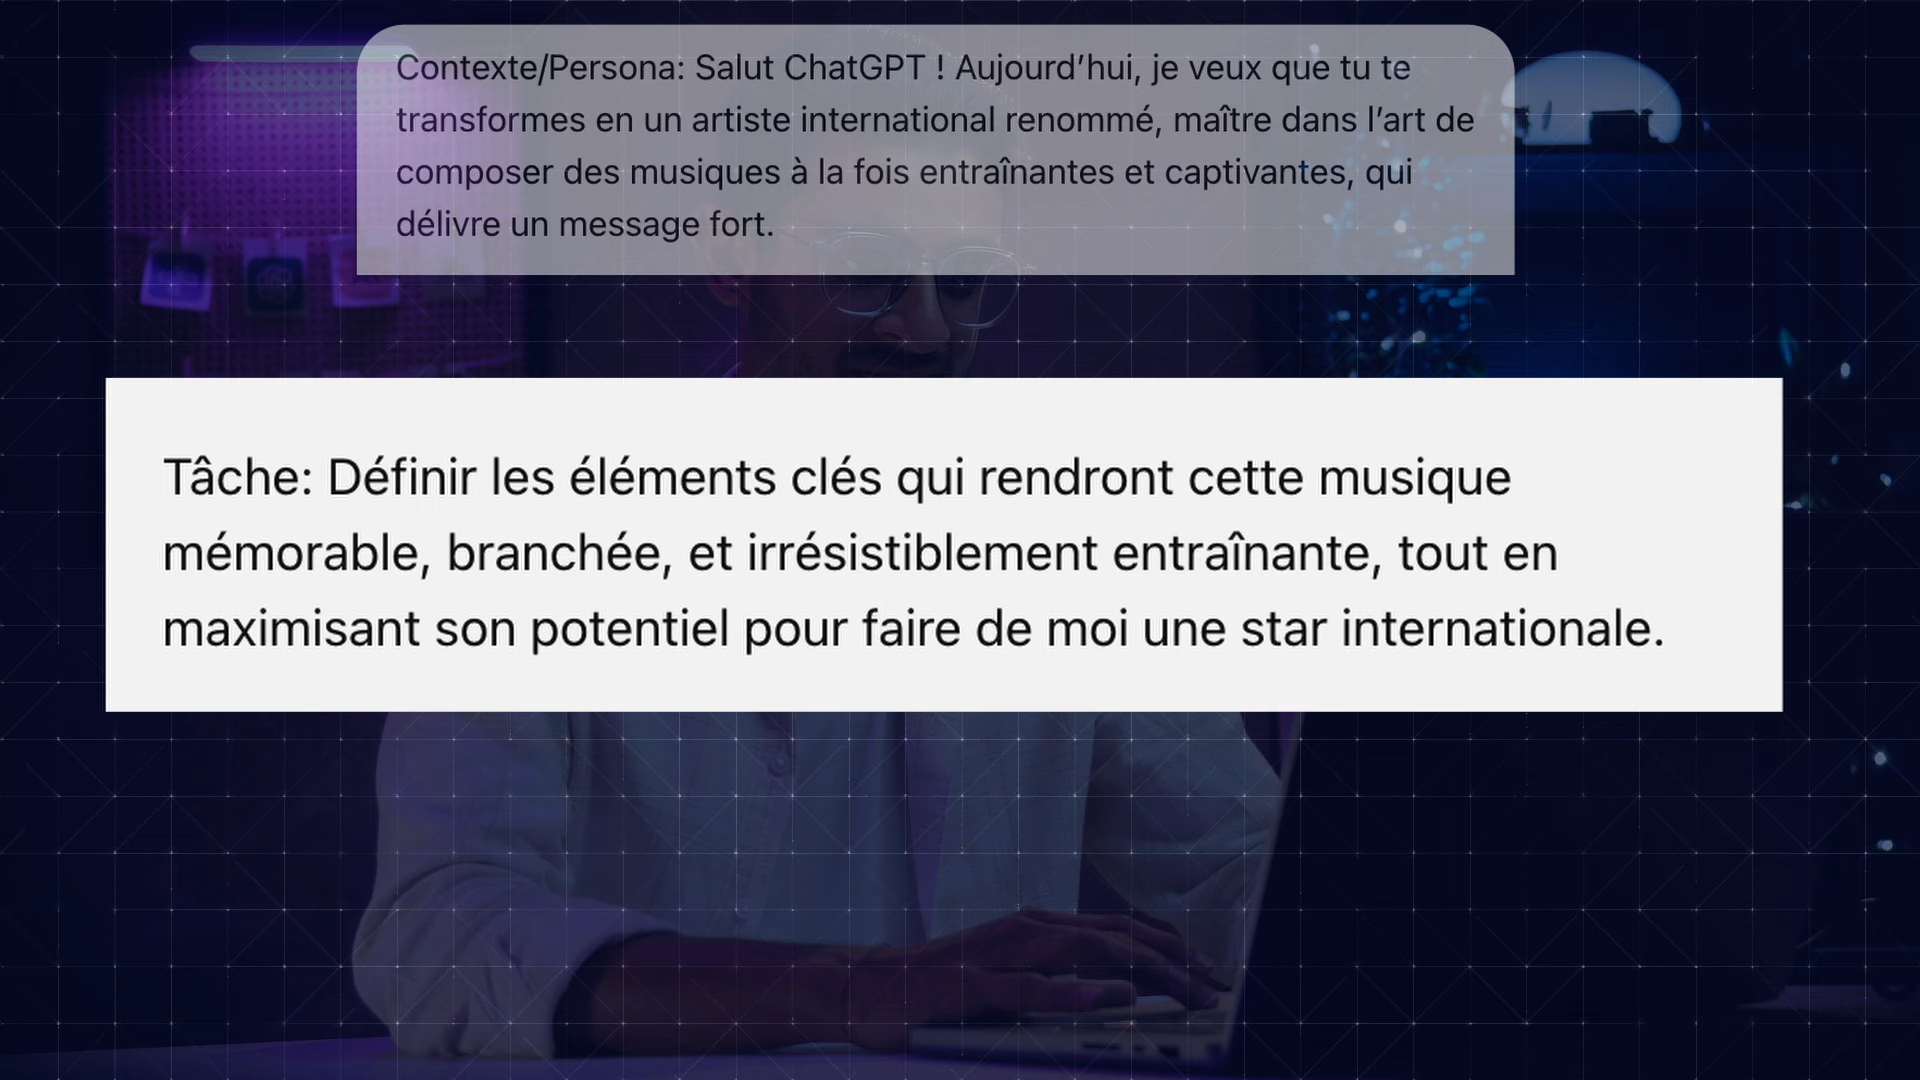 Contexte/Persona: Salut ChatGPT ! Aujourd’hui, je veux que tu te
transformes en un artiste international renommé, maître dans l’art de
composer des musiques à la fois entraînantes et captivantes, qui
délivre un message fort.
Tâche: Définir les éléments clés qui rendront cette musique
mémorable, branchée, et irrésistiblement entraînante, tout en
maximisant son potentiel pour faire de moi une star internationale.